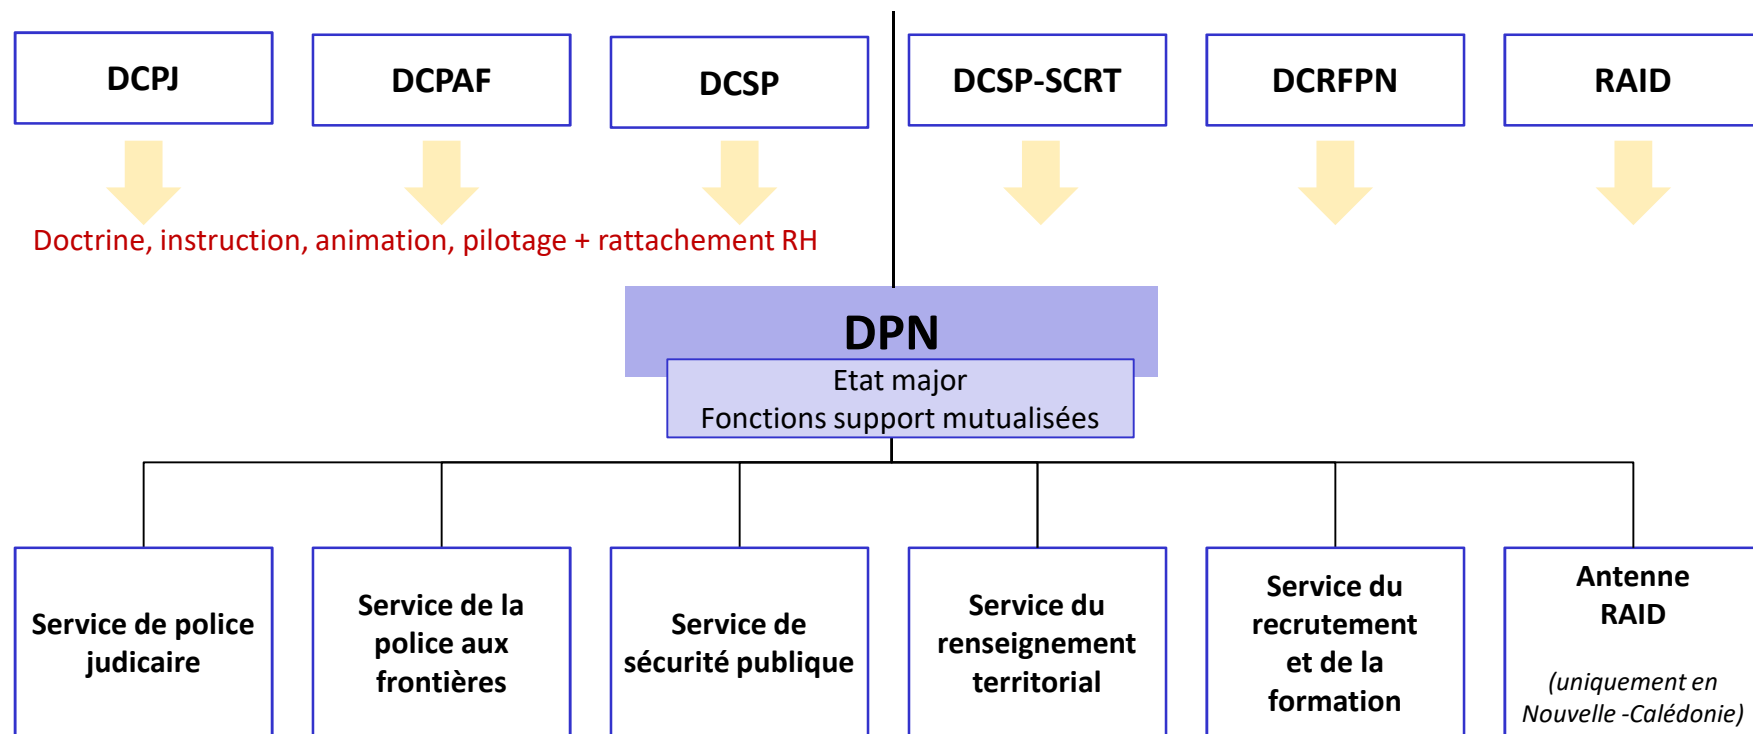 DCPJ
DCPAF
DCSP
DCSP-SCRT
DCRFPN
RAID
Doctrine, instruction, animation, pilotage + rattachement RH
DPN
Etat major
Fonctions support mutualisées
Service de police
judicaire
Service de la
police aux
frontières
Service de
sécurité publique
Service du
renseignement
territorial
Service du
recrutement
et de la
formation
Antenne
RAID
(uniquement en
Nouvelle -Calédonie)